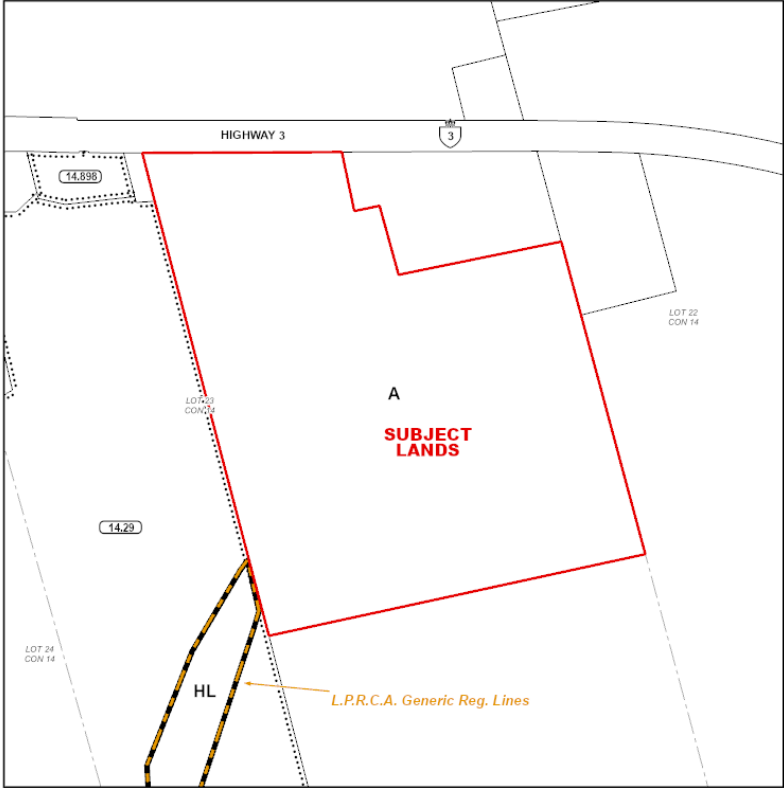 HIGHWAY 3
3
14.898
LOT 22
CON 14
A
LOT 23
CON 14
SUBJECT
LANDS
14.29
LOT 24
CON 14
HL
L.P.R.C.A. Generic Reg. Lines